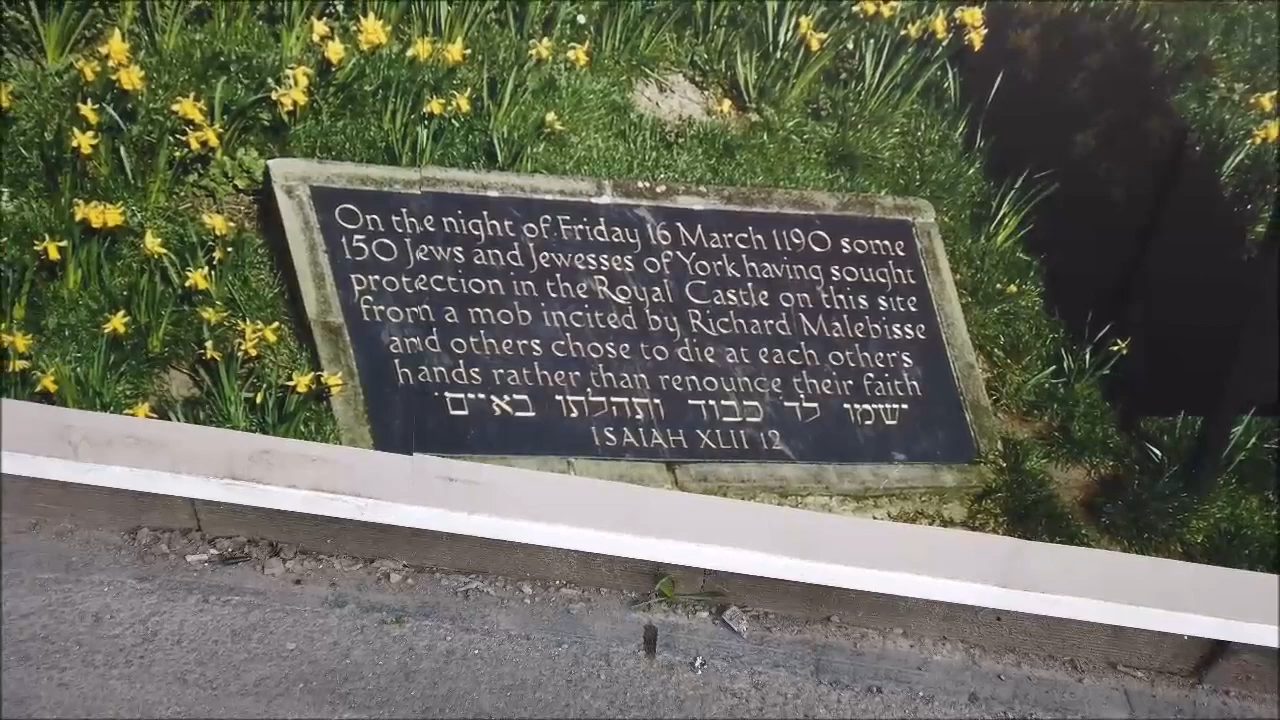 On the night of Friday 16 March 1190 some
150 Jews and Jewesses of York having sought
protection in the Royal Castle on this site
from a mob incited by Richard Malebisse
and others chose to die at each others
hands rather than renounce their faith
ישמו לד׳ כבוד ותהלתו באיים׃
ISAIAH XLII 12